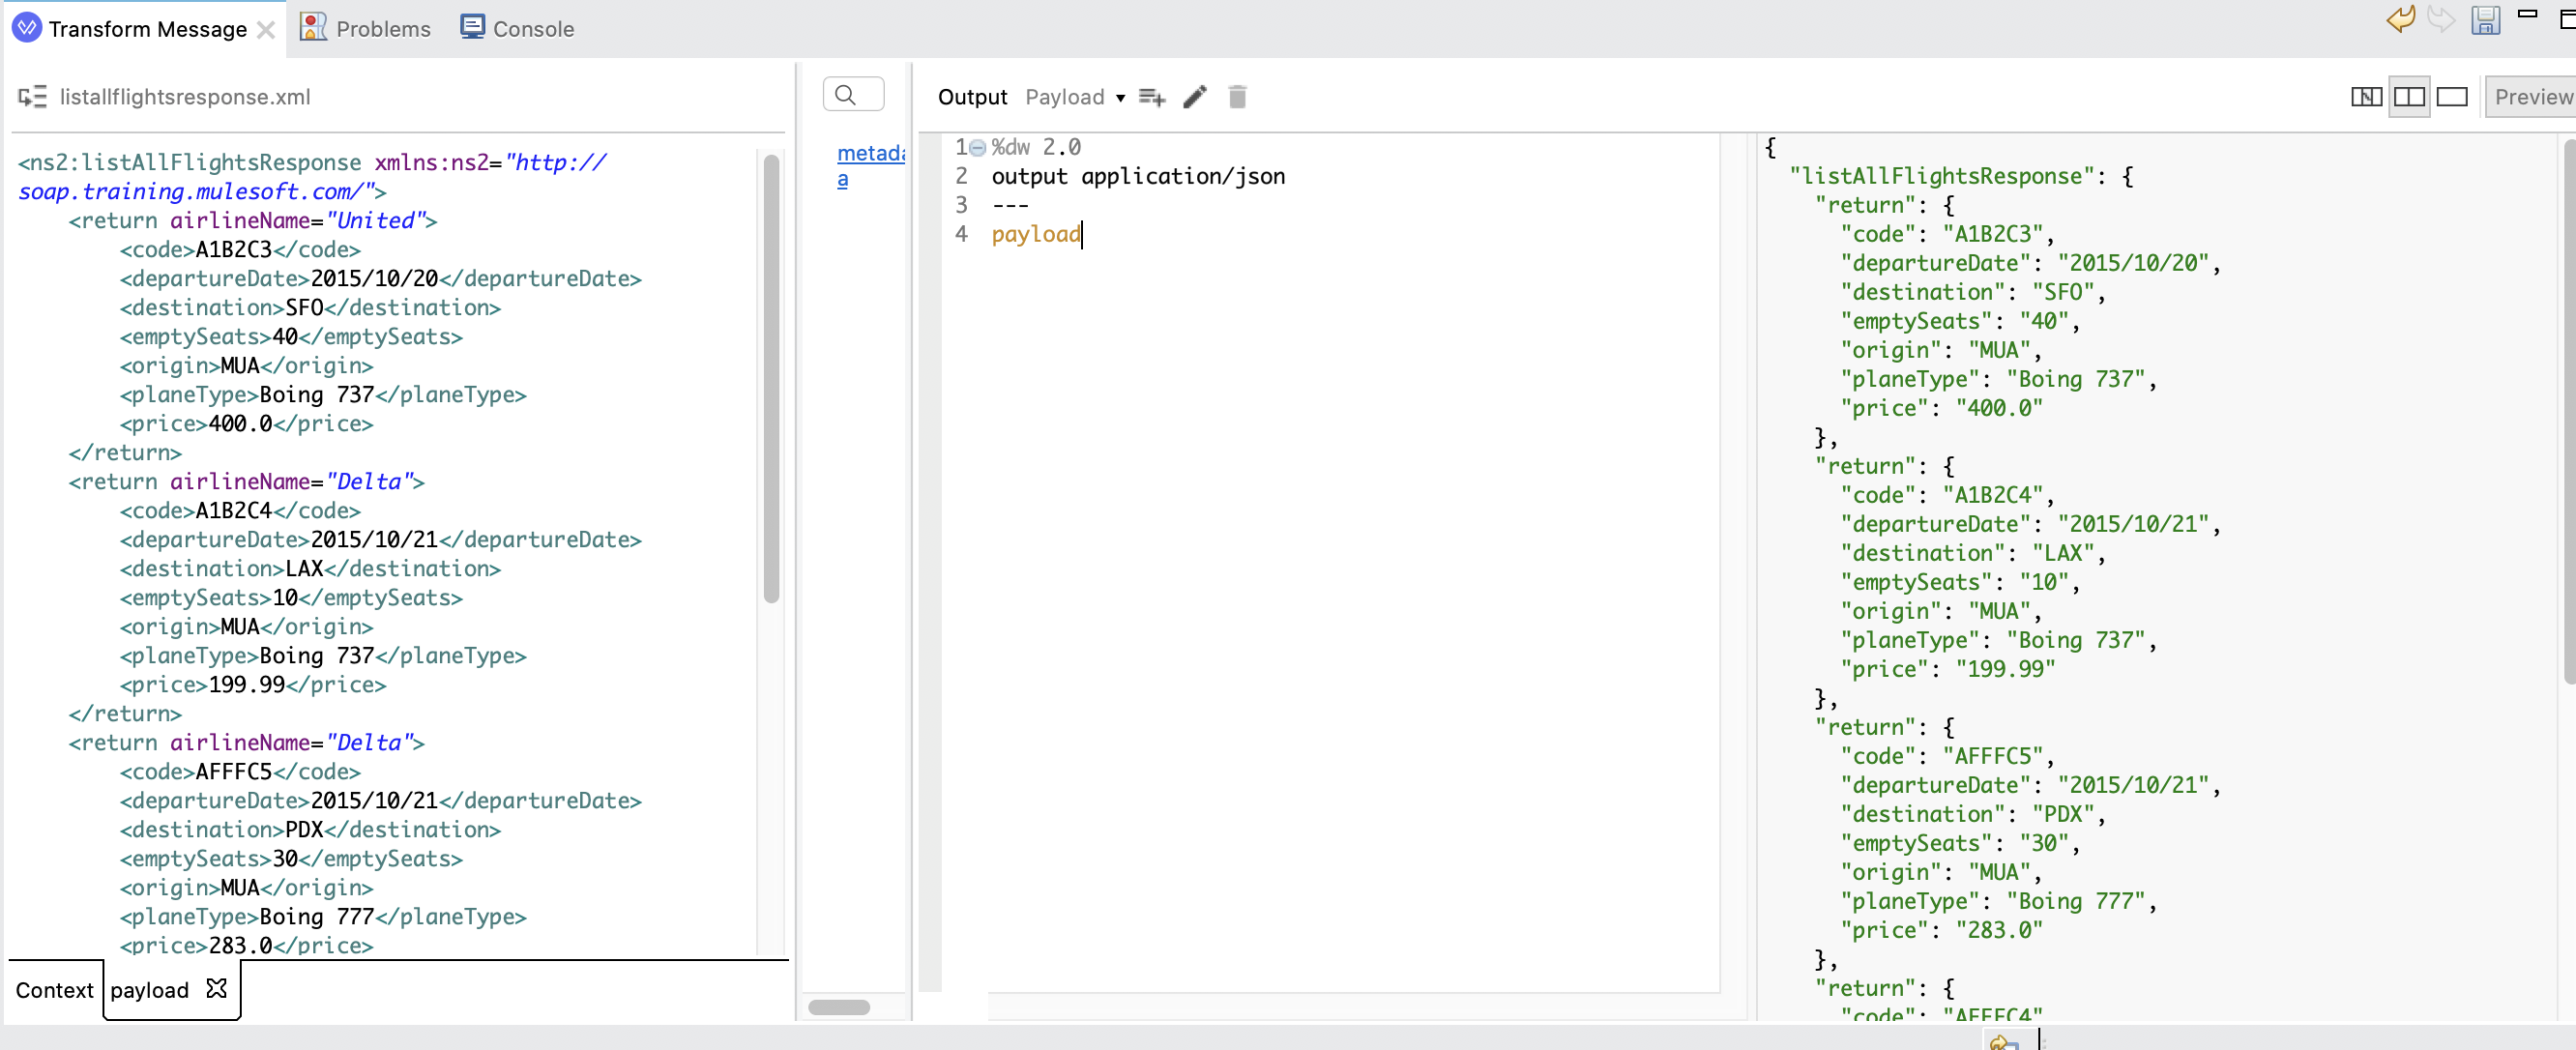 Transform Message
Problems
Console
listallflightsresponse.xml
<ns2:listAllFlightsResponse xmlns:ns2="http://
soap.training.mulesoft.com/">
<return airlineName="United">
<code>A1B2C3</code>
<departureDate>2015/10/20</departureDate>
<destination>SFO</destination>
<emptySeats>40</emptySeats>
<origin>MUA</origin>
<planeType>Boing 737</planeType>
<price>400.0</price>
</return>
<return airlineName="Delta">
<code>A1B2C4</code>
<departureDate>2015/10/21</departureDate>
<destination>LAX</destination>
<emptySeats>10</emptySeats>
<origin>MUA</origin>
<planeType>Boing 737</planeType>
<price>199.99</price>
</return>
<return airlineName="Delta">
<code>AFFFC5</code>
<departureDate>2015/10/21</departureDate>
<destination>PDX</destination>
<emptySeats>30</emptySeats>
<origin>MUA</origin>
<planeType>Boing 777</planeType>
<price>283.0</price>
Context
payload
metada
a
Output Payload
Preview
1 %dw 2.0
2 output application/json
3 ---
4 payload
{
"listAllFlightsResponse": {
"return": {
"code": "A1B2C3",
"departureDate": "2015/10/20",
"destination": "SFO",
"emptySeats": "40",
"origin": "MUA",
"planeType": "Boing 737",
"price": "400.0"
},
"return": {
"code": "A1B2C4",
"departureDate": "2015/10/21",
"destination": "LAX",
"emptySeats": "10",
"origin": "MUA",
"planeType": "Boing 737",
"price": "199.99"
},
"return": {
"code": "AFFFC5",
"departureDate": "2015/10/21",
"destination": "PDX",
"emptySeats": "30",
"origin": "MUA",
"planeType": "Boing 777",
"price": "283.0"
},
"return": {
"code": "AFFFC4"